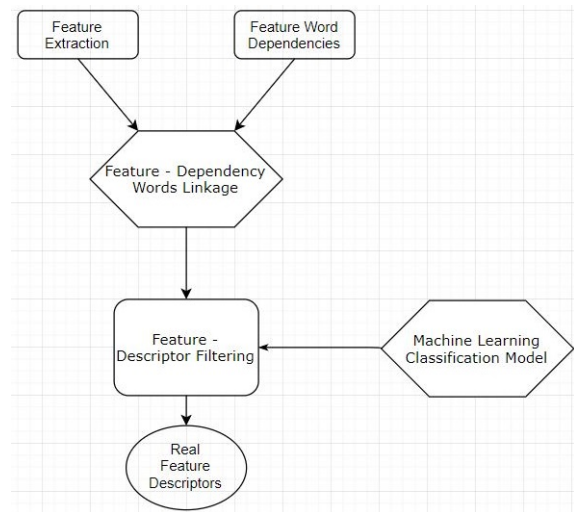 Feature
Extraction
Feature Word
Dependencies
Feature - Dependency
Words Linkage
Feature -
Descriptor Filtering
Machine Learning
Classification Model
Real
Feature
Descriptors